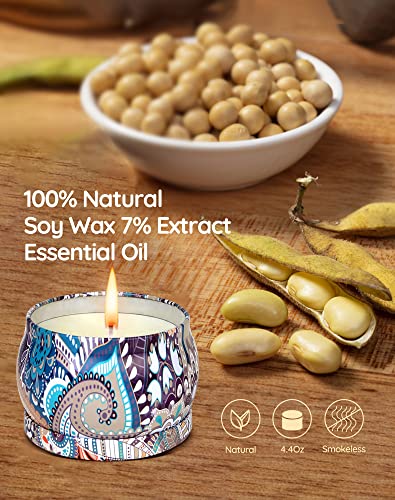 100% Natural
Soy Wax 7% Extract
Essential Oil
Natural
4.4Oz
Smokeless